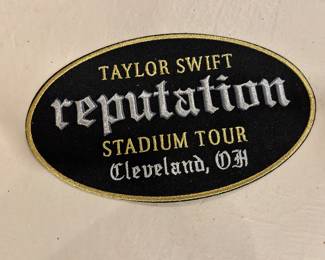 TAYLOR SWIFT
reputation
STADIUM TOUR
Cleveland, OH